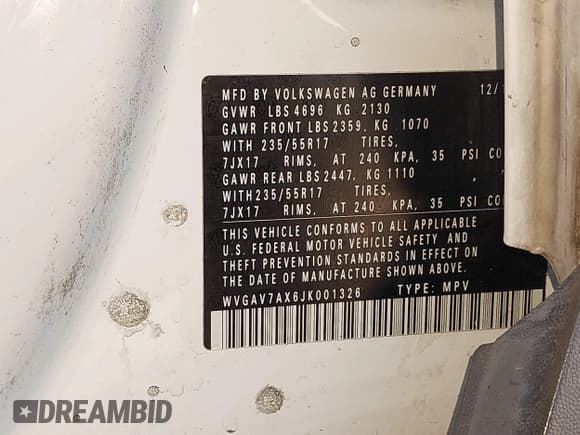 MFD BY VOLKSWAGEN AG GERMANY 12/
GVWR LBS 4696 KG 2130
GAWR FRONT LBS 2359, KG 1070
WITH 235/55R17 TIRES,
7JX17 RIMS, AT 240 KPA, 35 PSI CO
GAWR REAR LBS 2447, KG 1110 , ,
WITH235/55R17 TIRES,
7JX17 RIMS, AT 240 KPA, 35 PSI CO
THIS VEHICLE CONFORMS TO ALL APPLICABLE
U.S. FEDERAL MOTOR VEHICLE SAFETY AND
THEFT PREVENTION STANDARDS IN EFFECT ON
THE DATE OF MANUFACTURE SHOWN ABOVE.
WVGAV7AX6JK001326 TYPE: MPV
DREAMBID